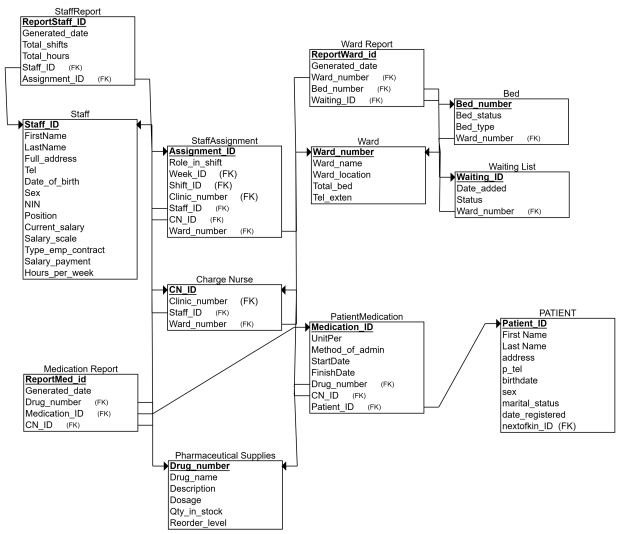 StaffReport
ReportStaff_ID
Generated_date
Total_shifts
Total_hours
Staff_ID (FK)
Assignment_ID (FK)
Staff
Staff_ID
FirstName
LastName
Full_address
Tel
Date_of_birth
Sex
NIN
Position
Current_salary
Salary_scale
Type_emp_contract
Salary_payment
Hours_per_week
StaffAssignment
Assignment_ID
Role_in_shift
Week_ID (FK)
Shift_ID (FK)
Clinic_number (FK)
Staff_ID (FK)
CN_ID (FK)
Ward_number (FK)
Ward Report
ReportWard_id
Generated_date
Ward_number (FK)
Bed_number (FK)
Waiting_ID (FK)
Bed
Bed_number
Bed_status
Bed_type
Ward_number (FK)
Ward
Ward_number
Ward_name
Ward_location
Total_bed
Tel_exten
Waiting List
Waiting_ID
Date_added
Status
Ward_number (FK)
Charge Nurse
CN_ID
Clinic_number (FK)
Staff_ID (FK)
Ward_number (FK)
PatientMedication
Medication_ID
UnitPer
Method_of_admin
StartDate
FinishDate
Drug_number (FK)
CN_ID (FK)
Patient_ID (FK)
PATIENT
Patient_ID
First Name
Last Name
address
p_tel
birthdate
sex
marital_status
date_registered
nextofkin_ID (FK)
Medication Report
ReportMed_id
Generated_date
Drug_number (FK)
Medication_ID (FK)
CN_ID (FK)
Pharmaceutical Supplies
Drug_number
Drug_name
Description
Dosage
Qty_in_stock
Reorder_level